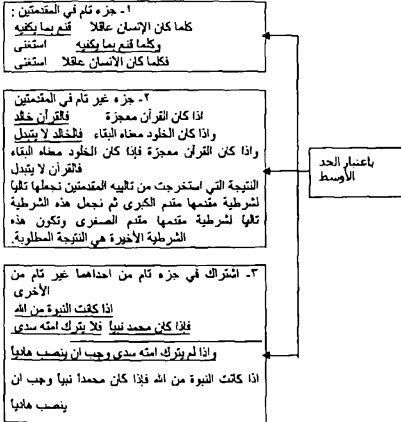 ١- جزء تام في المقدمتين :
كلما كان الإنسان عاقلا قنع بما يكفيه
وكلما قنع بما يكفيه استغنى
فكلما كان الانسان عاقلا استغنى
٢- جزء غير تام في المقدمتين
اذا كان القرآن معجزة فالقرآن خالد
واذا كان الخلود معناه البقاء فالخالد لا يتبدل
واذا كان القرآن معجزة فإذا كان الخلود معناه البقاء
فالقرآن لا يتبدل
النتيجة التي استخرجت من تاليه المقدمتين نجعلها تاليا
لشرطية مقدمها مقدم الكبرى ثم نجعل هذه الشرطية
تاليا لشرطية مقدمها مقدم الصغرى وتكون هذه
الشرطية الأخيرة هي النتيجة المطلوبة.
٣- اشتراك في جزء تام من احداهما غير تام من
الأخرى
اذا كانت النبوة من الله
فإذا كان محمد نبيا فلا يترك امته سدى
واذا لم يترك امته سدى وجب ان ينصب هاديا
اذا كانت النبوة من الله فإذا كان محمدا نبيا وجب ان
ينصب هاديا
باعتبار الحد
الأوسط